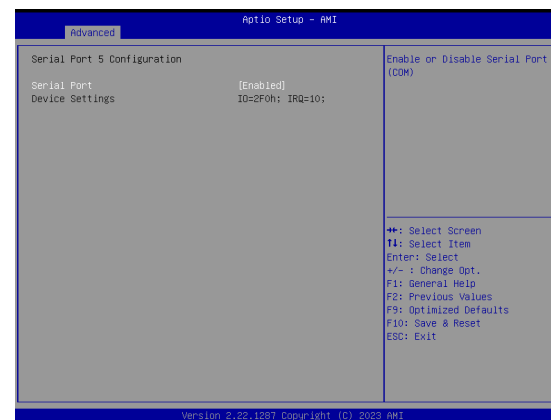 Aptio Setup - AMI
Advanced
Serial Port 5 Configuration
Serial Port [Enabled]
Device Settings IO=2F0h; IRQ=10;
Enable or Disable Serial Port
(COM)
→←: Select Screen
↑↓: Select Item
Enter: Select
+/- : Change Opt.
F1: General Help
F2: Previous Values
F9: Optimized Defaults
F10: Save & Reset
ESC: Exit
Version 2.22.1287 Copyright (C) 2023 AMI